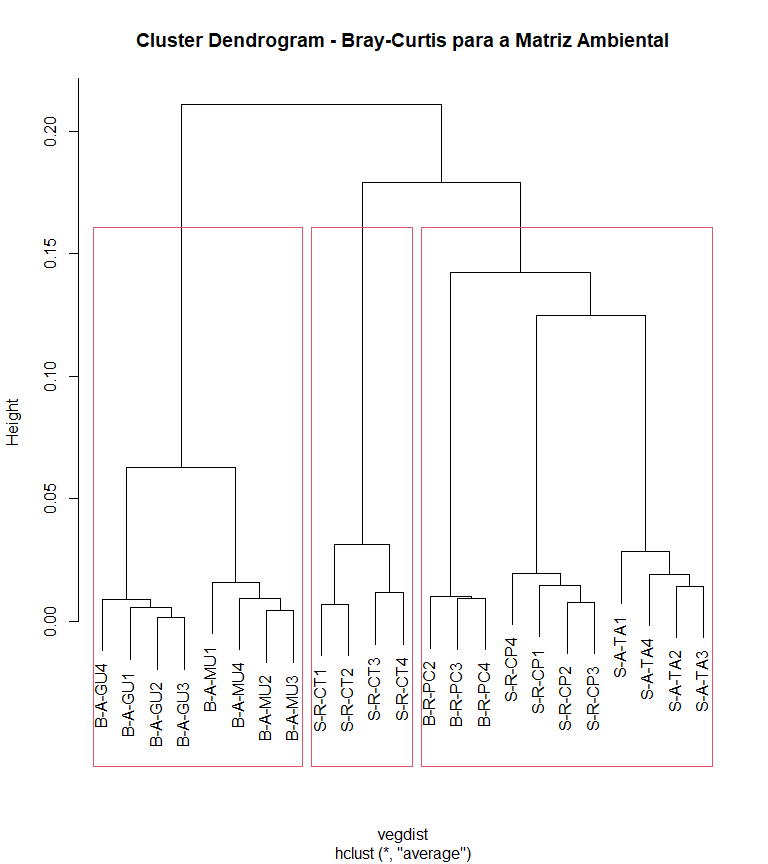 Cluster Dendrogram - Bray-Curtis para a Matriz Ambiental
Height
0.20
0.15
0.10
0.05
0.00
B-A-GU4
B-A-GU1
B-A-GU2
B-A-GU3
B-A-MU1
B-A-MU4
B-A-MU2
B-A-MU3
S-R-CT1
S-R-CT2
S-R-CT3
S-R-CT4
B-R-PC2
B-R-PC3
B-R-PC4
S-R-CP4
S-R-CP1
S-R-CP2
S-R-CP3
S-A-TA1
S-A-TA4
S-A-TA2
S-A-TA3
vegdist
hclust (*, "average")